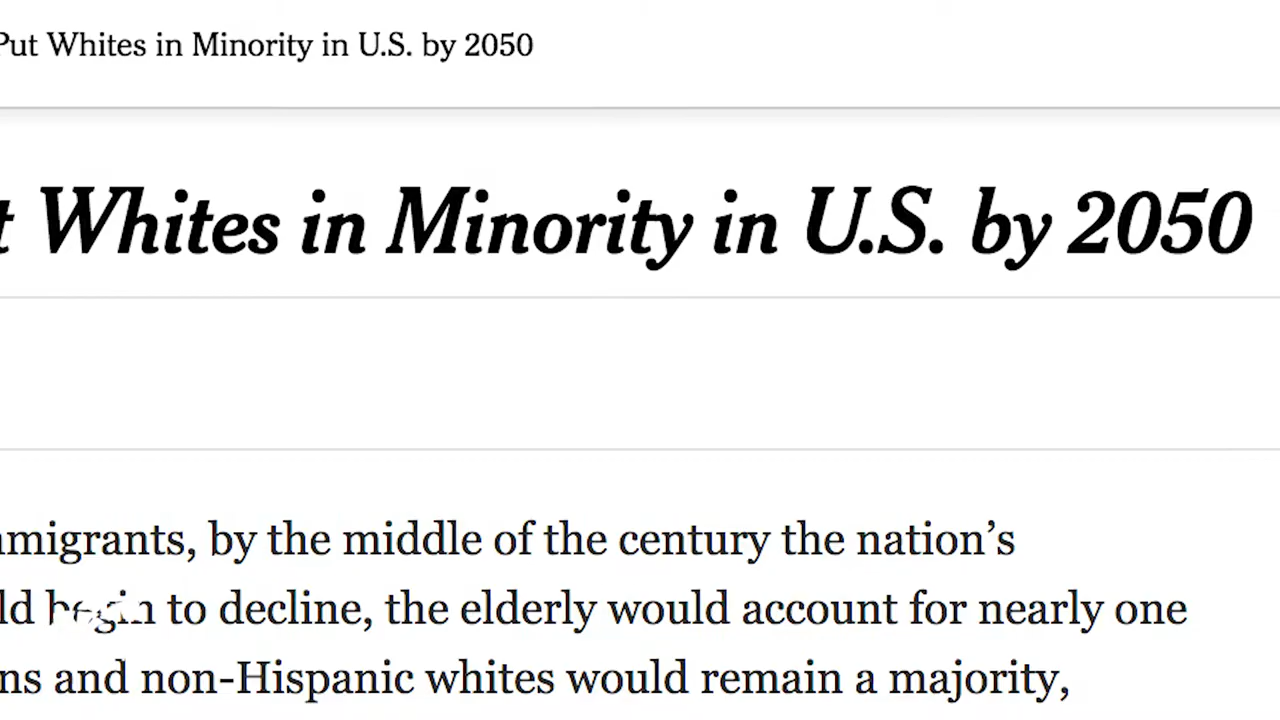 Put Whites in Minority in U.S. by 2050
t Whites in Minority in U.S. by 2050
mmigrants, by the middle of the century the nation’s
ld begin to decline, the elderly would account for nearly one
ns and non-Hispanic whites would remain a majority,